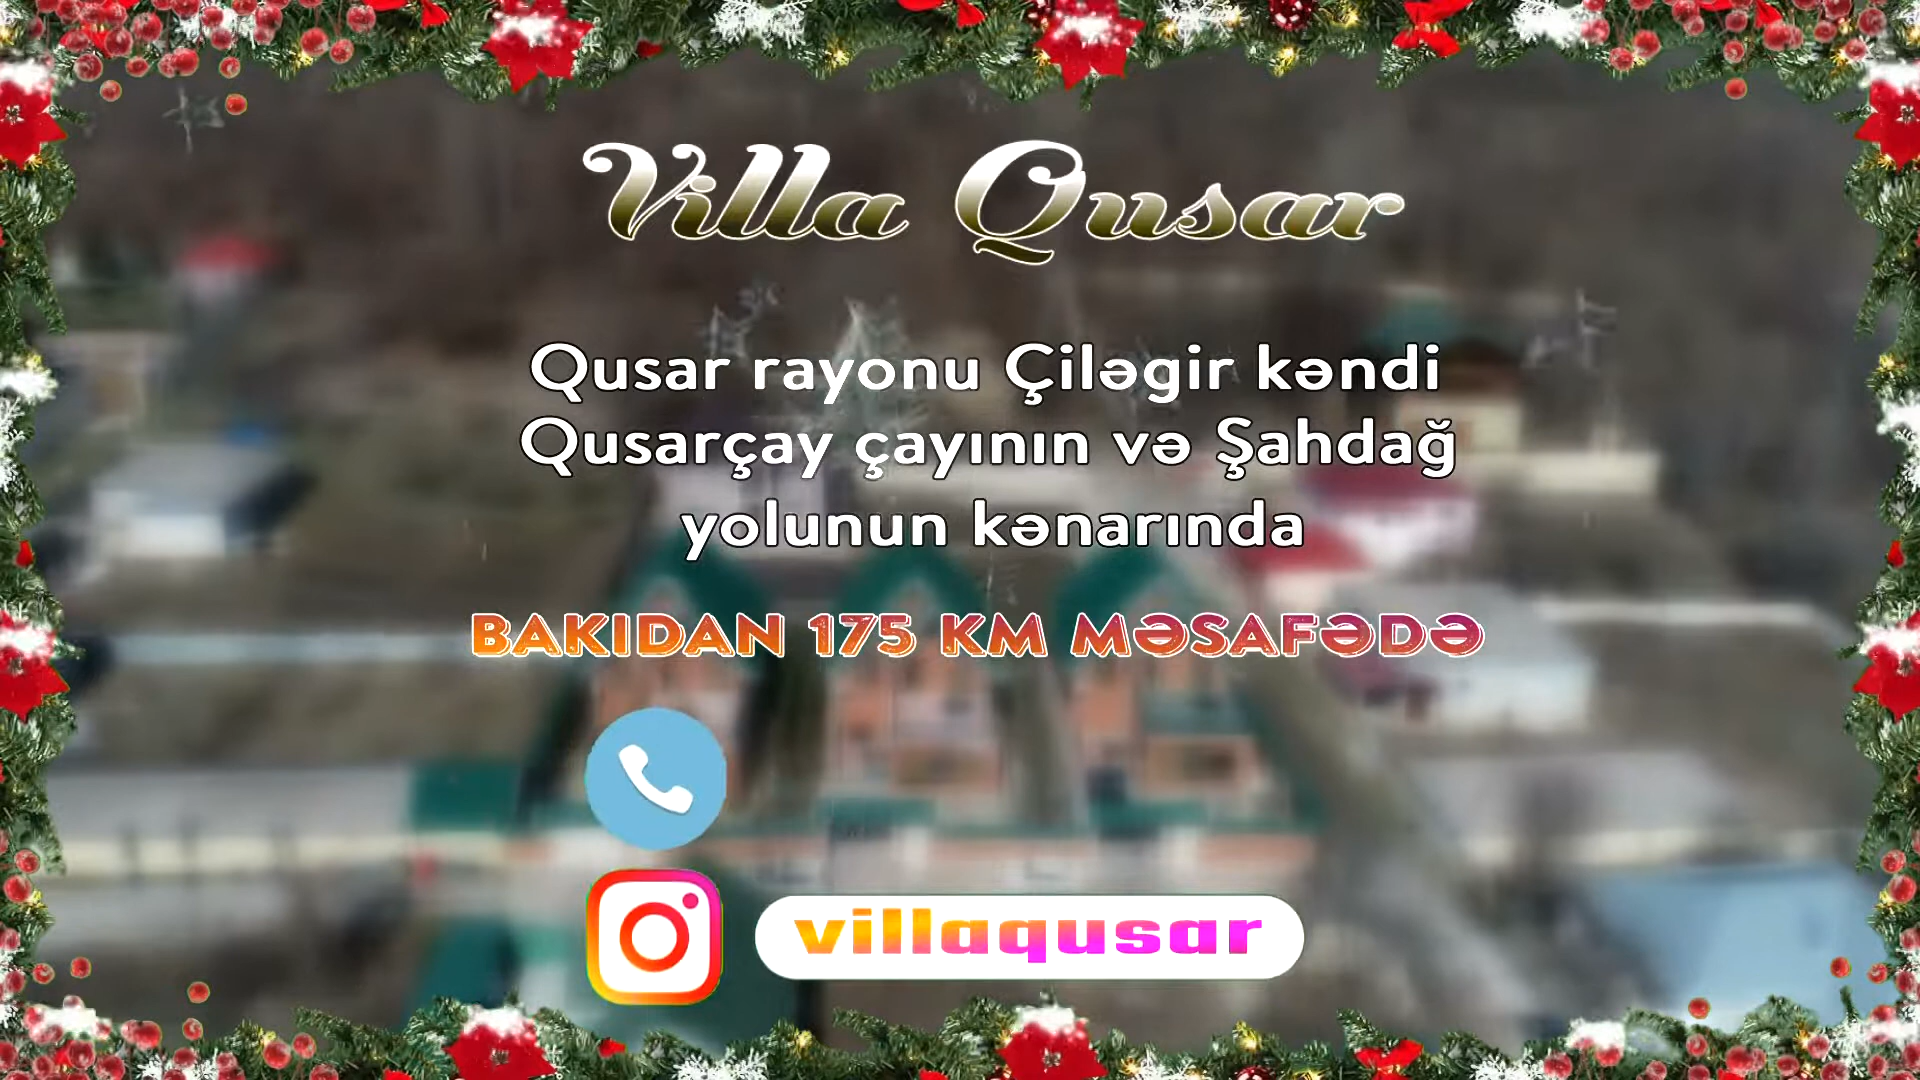 Villa Qusar
Qusar rayonu Çiləgir kəndi
Qusarçay çayının və Şahdağ
yolunun kənarında
BAKIDAN 175 KM MƏSAFƏDƏ
villaqusar